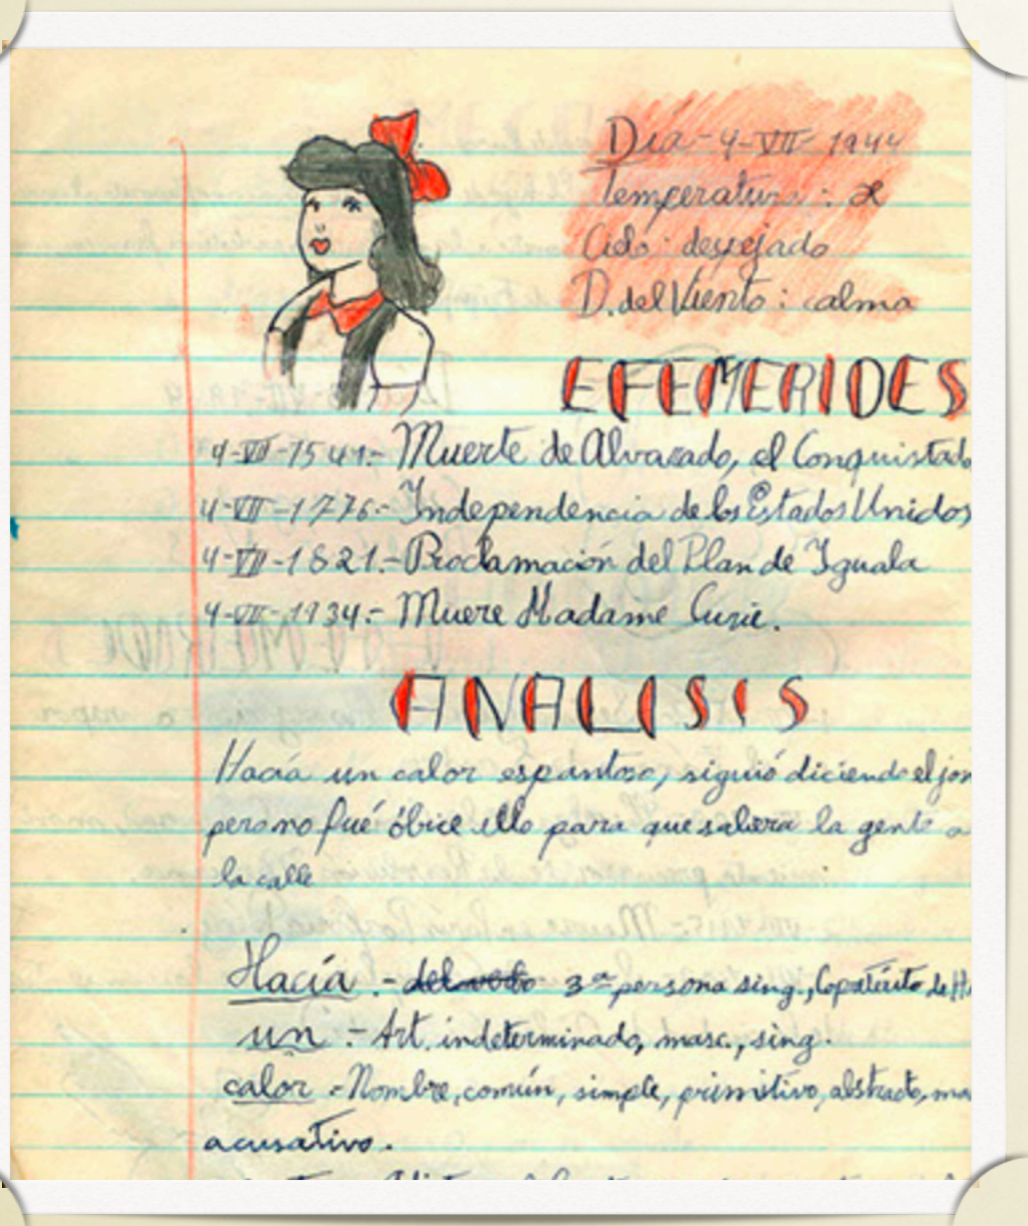 Día-4-VII-1944
Temperatura:
Cielo: despejado
D. del Viento: calma
EFEMERIDES
4-VII-1541.- Muerte de Alvarado, el Conquistad
4-VII-1776.- Independencia de los Estados Unidos
4-VII-1821.- Proclamación del Plan de Iguala
4-VII-1934.- Muere Madame Curie.
ANALISIS
Hacía un calor espantoso, siguió diciendo el jor
pero no fué óbice ello para que saliera la gente a
la calle
Hacía.- 3ª persona sing.,
un.- Art. indeterminado, masc., sing.
calor = Nombre, común, simple, primitivo, abstracto, ma
acusativo.